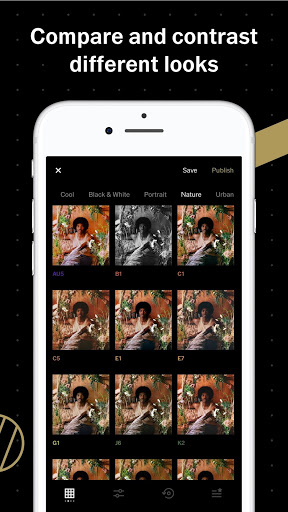 Compare and contrast
different looks
× Save Publish
Cool Black & White Portrait Nature Urban
AU5 B1 C1
C5 E1 E7
G1 J6 K2